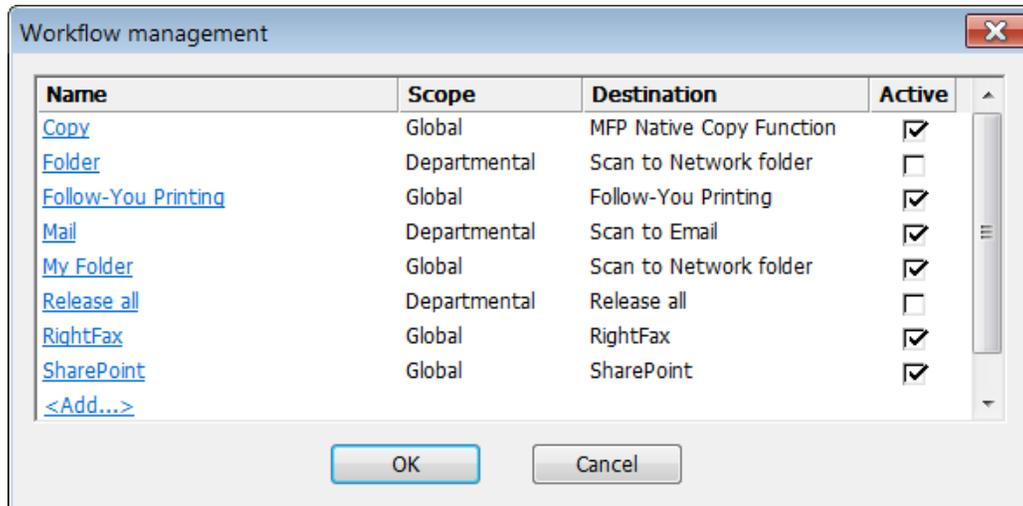 Workflow management
Name Scope Destination Active
Copy Global MFP Native Copy Function
Folder Departmental Scan to Network folder
Follow-You Printing Global Follow-You Printing
Mail Departmental Scan to Email
My Folder Global Scan to Network folder
Release all Departmental Release all
RightFax Global RightFax
SharePoint Global SharePoint
<Add...>
OK Cancel